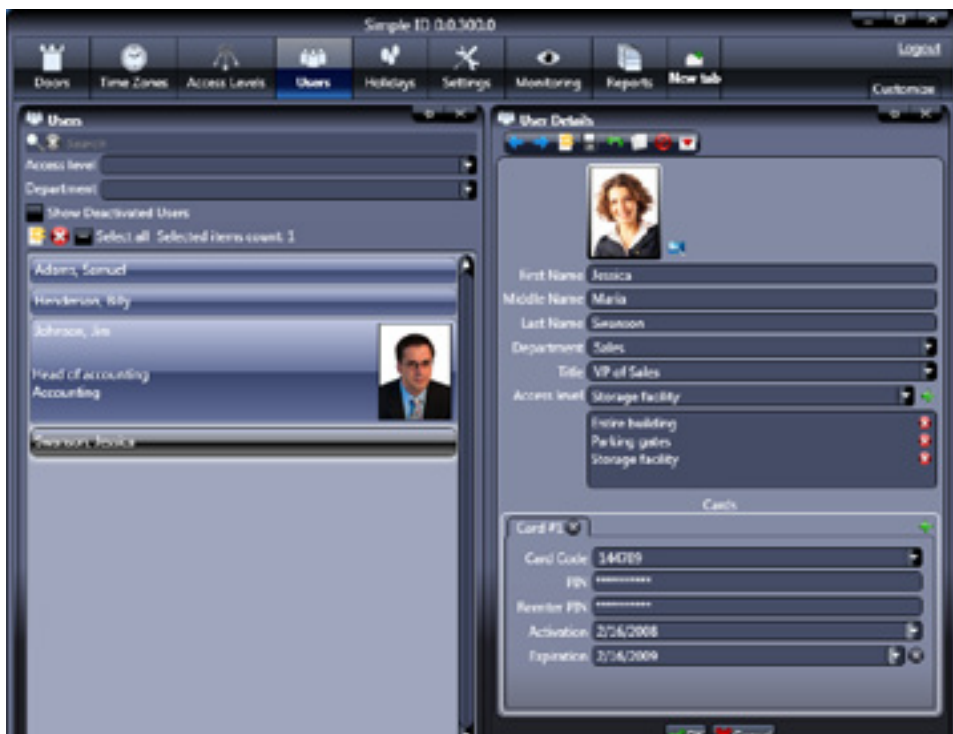 Simple ID 0.0.300.0
Logout
Doors Time Zones Access Levels Users Holidays Settings Monitoring Reports New tab
Customize
Users
Search
Access level
Department
Show Deactivated Users
Select all Selected items count: 1
Adams, Samuel
Henderson, Billy
Johnson, Jim
Head of accounting
Accounting
Swanson, Jessica
User Details
First Name Jessica
Middle Name Maria
Last Name Swanson
Department Sales
Title VP of Sales
Access level Storage facility
Entire building
Parking gates
Storage facility
Cards
Card #1
Card Code 144789
PIN ***********
Reenter PIN ***********
Activation 2/16/2008
Expiration 2/16/2009